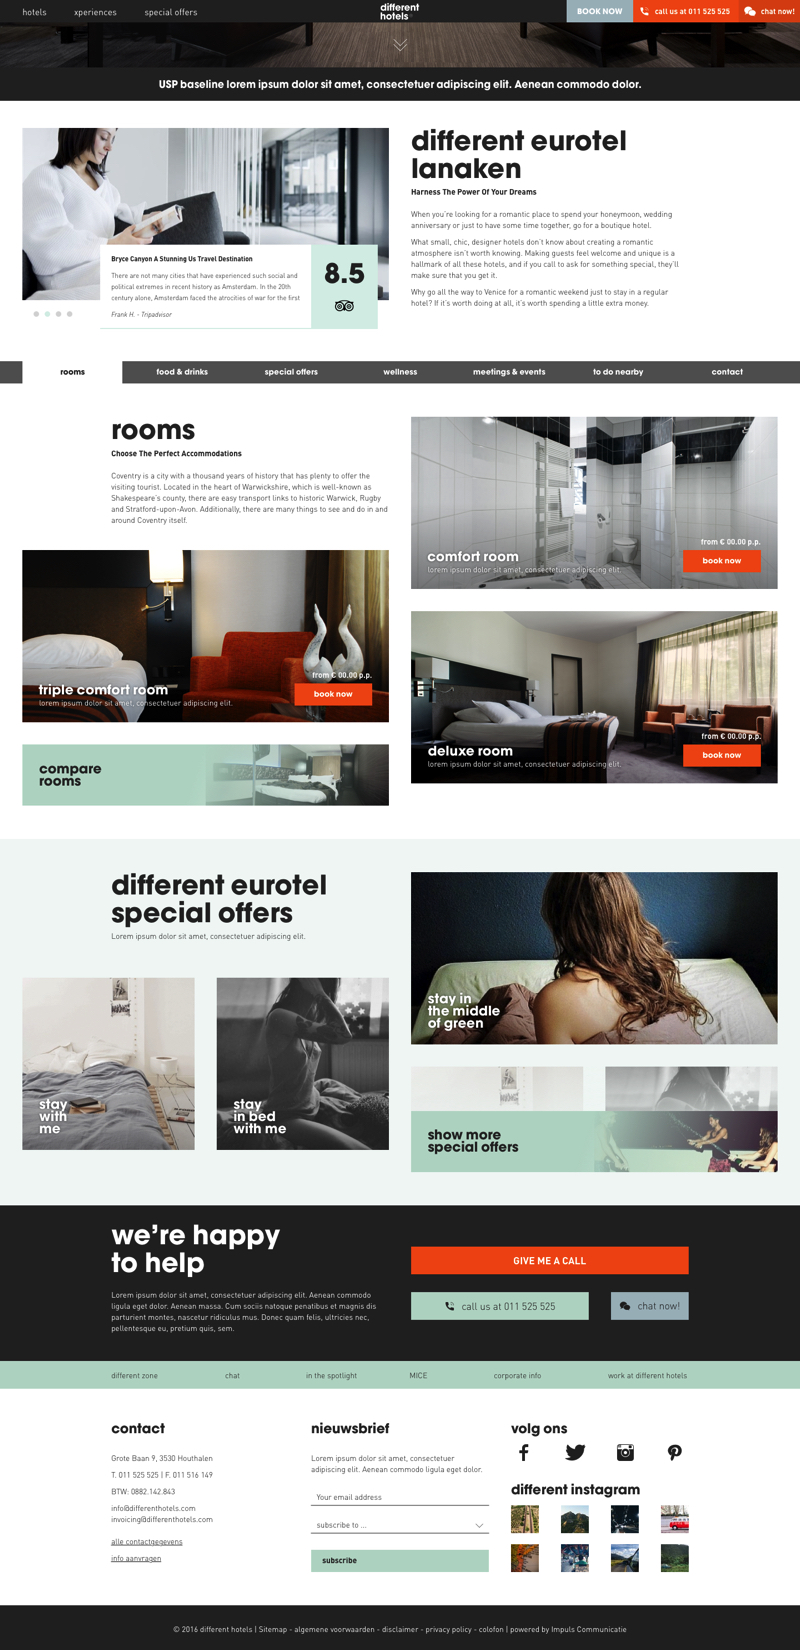 hotels
xperiences
special offers
different
hotels
BOOK NOW
call us at 011 525 525
chat now!
USP baseline lorem ipsum dolor sit amet, consectetuer adipiscing elit. Aenean commodo dolor.
Bryce Canyon A Stunning Us Travel Destination
There are not many cities that have experienced such social and
political extremes in recent history as Amsterdam. In the 20th
century alone, Amsterdam faced the atrocities of war for the first
Frank H. - Tripadvisor
8.5
different eurotel
lanaken
Harness The Power Of Your Dreams
When you're looking for a romantic place to spend your honeymoon, wedding
anniversary or just to have some time together, go for a boutique hotel.
What small, chic, designer hotels don't know about creating a romantic
atmosphere isn't worth knowing. Making guests feel welcome and unique is a
hallmark of all these hotels, and if you call to ask for something special, they'll
make sure that you get it.
Why go all the way to Venice for a romantic weekend just to stay in a regular
hotel? If it's worth doing at all, it's worth spending a little extra money.
rooms
food & drinks
special offers
wellness
meetings & events
to do nearby
contact
rooms
Choose The Perfect Accommodations
Coventry is a city with a thousand years of history that has plenty to offer the
visiting tourist. Located in the heart of Warwickshire, which is well-known as
Shakespeare's county, there are easy transport links to historic Warwick, Rugby
and Stratford-upon-Avon. Additionally, there are many things to see and do in and
around Coventry itself.
comfort room
lorem ipsum dolor sit amet, consectetuer adipiscing elit.
from € 00.00 p.p.
book now
triple comfort room
lorem ipsum dolor sit amet, consectetuer adipiscing elit.
from € 00.00 p.p.
book now
deluxe room
lorem ipsum dolor sit amet, consectetuer adipiscing elit.
from € 00.00 p.p.
book now
compare
rooms
different eurotel
special offers
Lorem ipsum dolor sit amet, consectetuer adipiscing elit.
stay in
the middle
of green
stay
with
me
stay
in bed
with me
show more
special offers
we're happy
to help
Lorem ipsum dolor sit amet, consectetuer adipiscing elit. Aenean commodo
ligula eget dolor. Aenean massa. Cum sociis natoque penatibus et magnis dis
parturient montes, nascetur ridiculus mus. Donec quam felis, ultricies nec,
pellentesque eu, pretium quis, sem.
GIVE ME A CALL
call us at 011 525 525
chat now!
different zone
chat
in the spotlight
MICE
corporate info
work at different hotels
contact
Grote Baan 9, 3530 Houthalen
T. 011 525 525 | F. 011 516 149
BTW: 0882.142.843
info@differenthotels.com
invoicing@differenthotels.com
alle contactgegevens
info aanvragen
nieuwsbrief
Lorem ipsum dolor sit amet, consectetuer
adipiscing elit. Aenean commodo ligula eget dolor.
Your email address
subscribe to ...
subscribe
volg ons
different instagram
© 2016 different hotels | Sitemap - algemene voorwaarden - disclaimer - privacy policy - colofon | powered by Impuls Communicatie